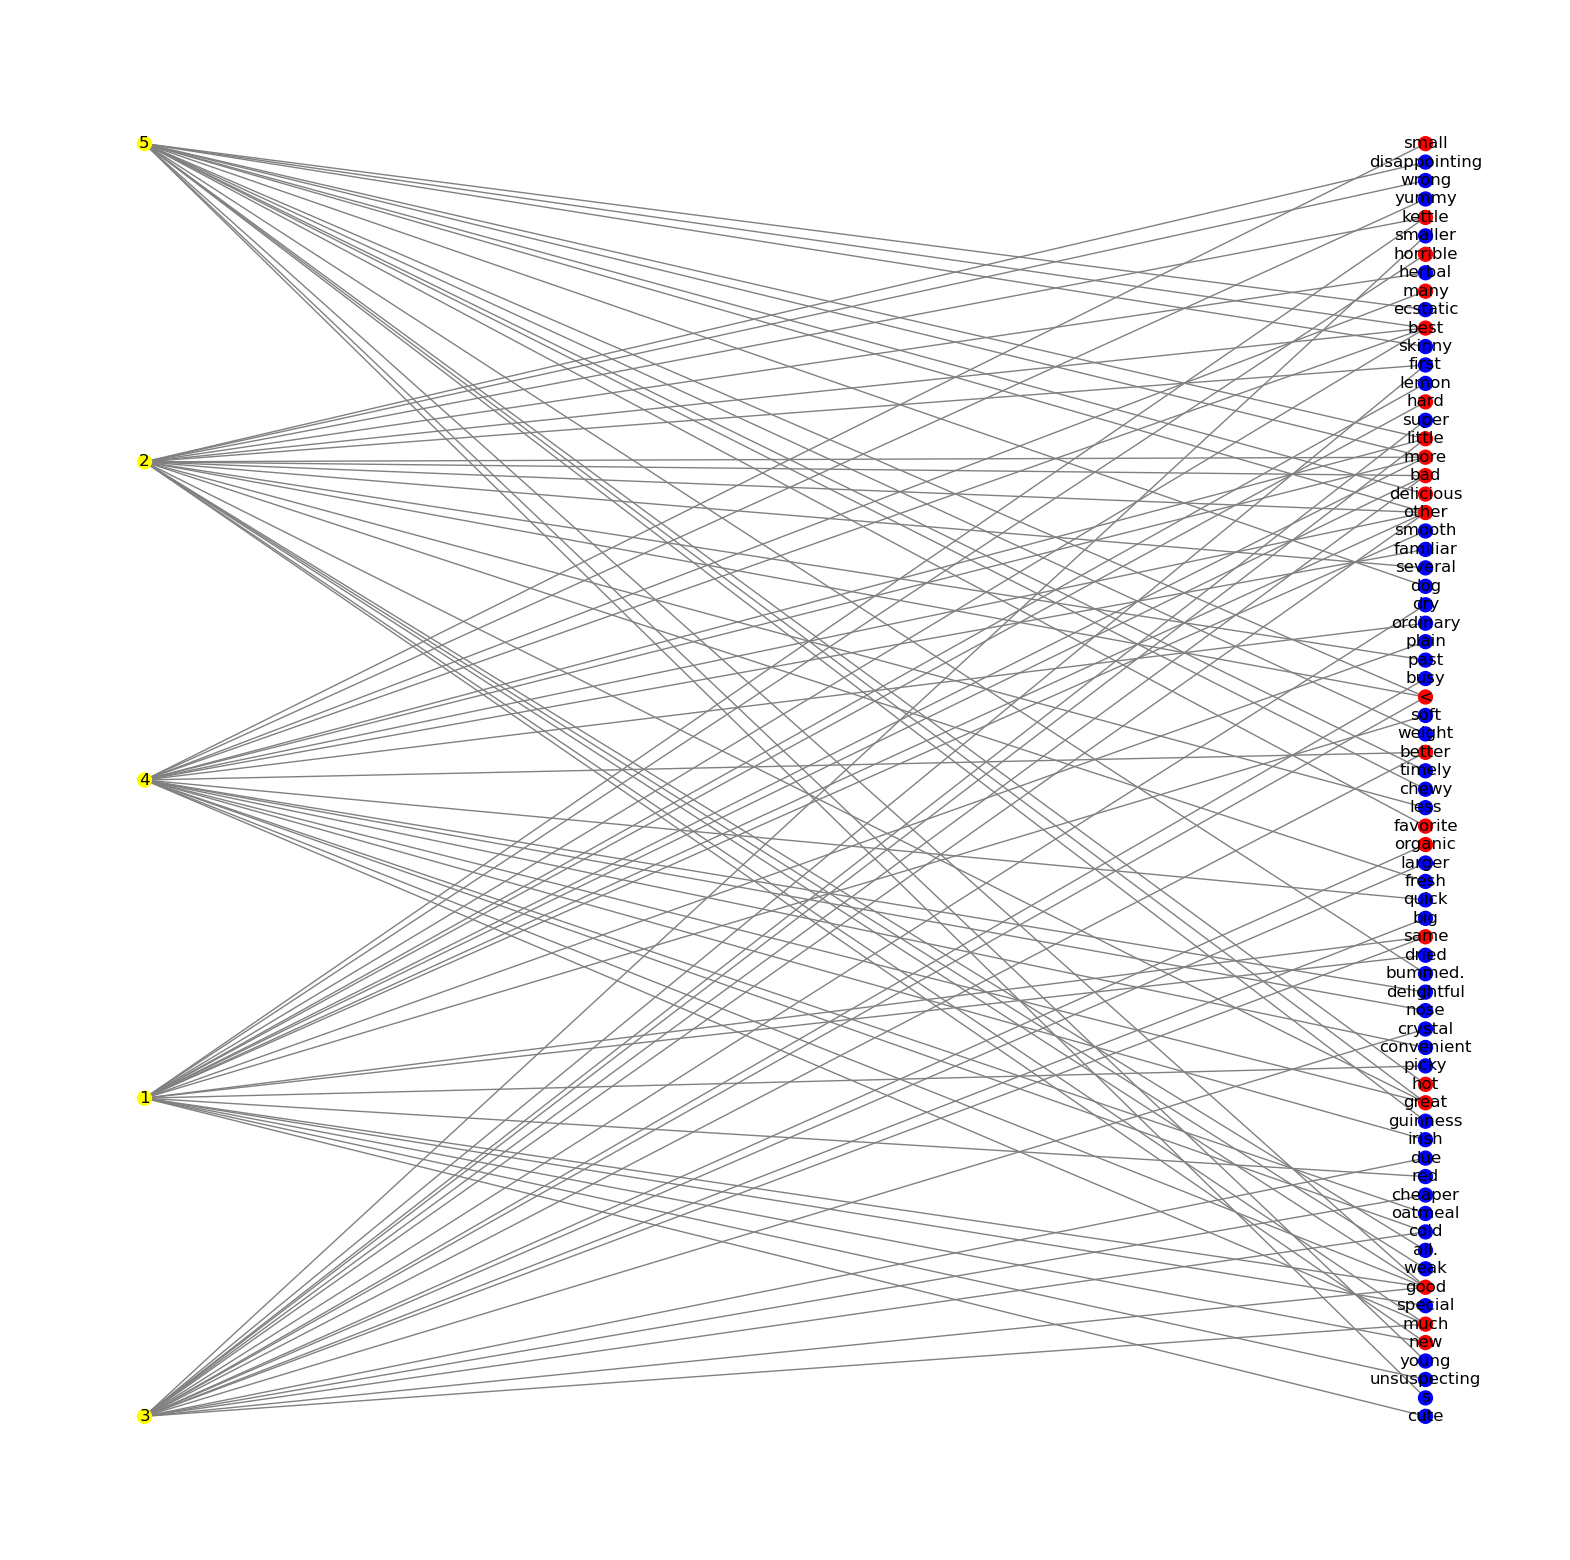 5
2
4
1
3
small
disappointing
wrong
yummy
kettle
smaller
horrible
herbal
many
ecstatic
best
skinny
first
lemon
hard
super
little
more
bad
delicious
other
smooth
familiar
several
dog
dry
ordinary
plain
past
busy
<
soft
weight
better
timely
chewy
less
favorite
organic
larger
fresh
quick
big
same
dried
bummed.
delightful
nose
crystal
convenient
picky
hot
great
guinness
irish
due
red
cheaper
oatmeal
cold
weak
good
special
much
new
young
unsuspecting
cute